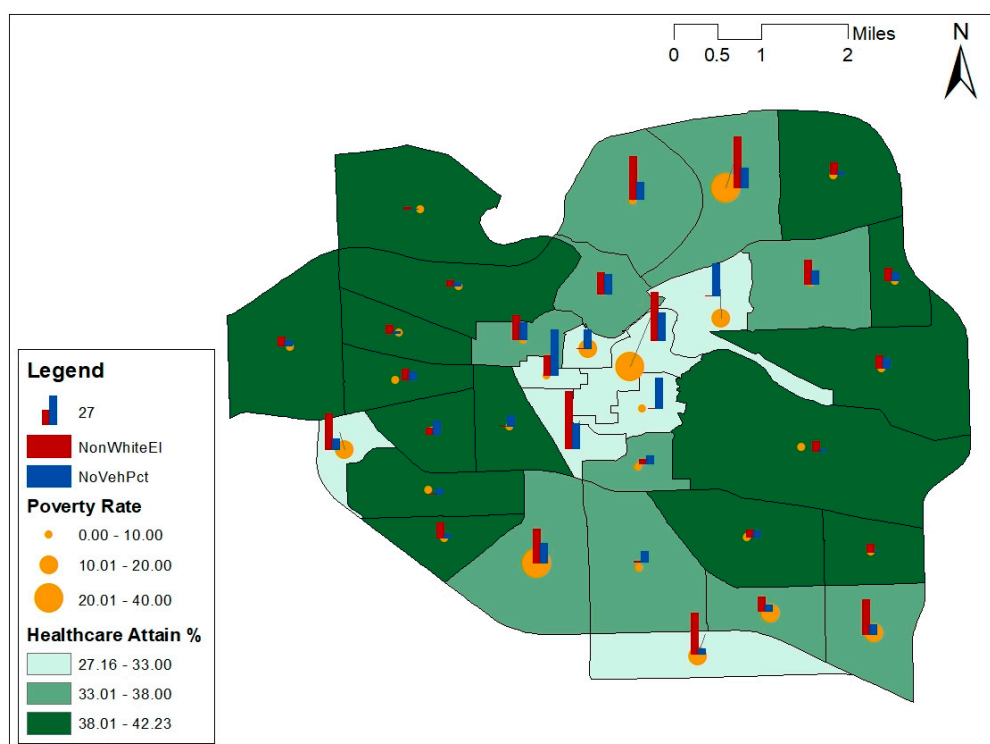 Miles
0 0.5 1 2
N
Legend
27
NonWhiteEl
NoVehPct
Poverty Rate
0.00 - 10.00
10.01 - 20.00
20.01 - 40.00
Healthcare Attain %
27.16 - 33.00
33.01 - 38.00
38.01 - 42.23